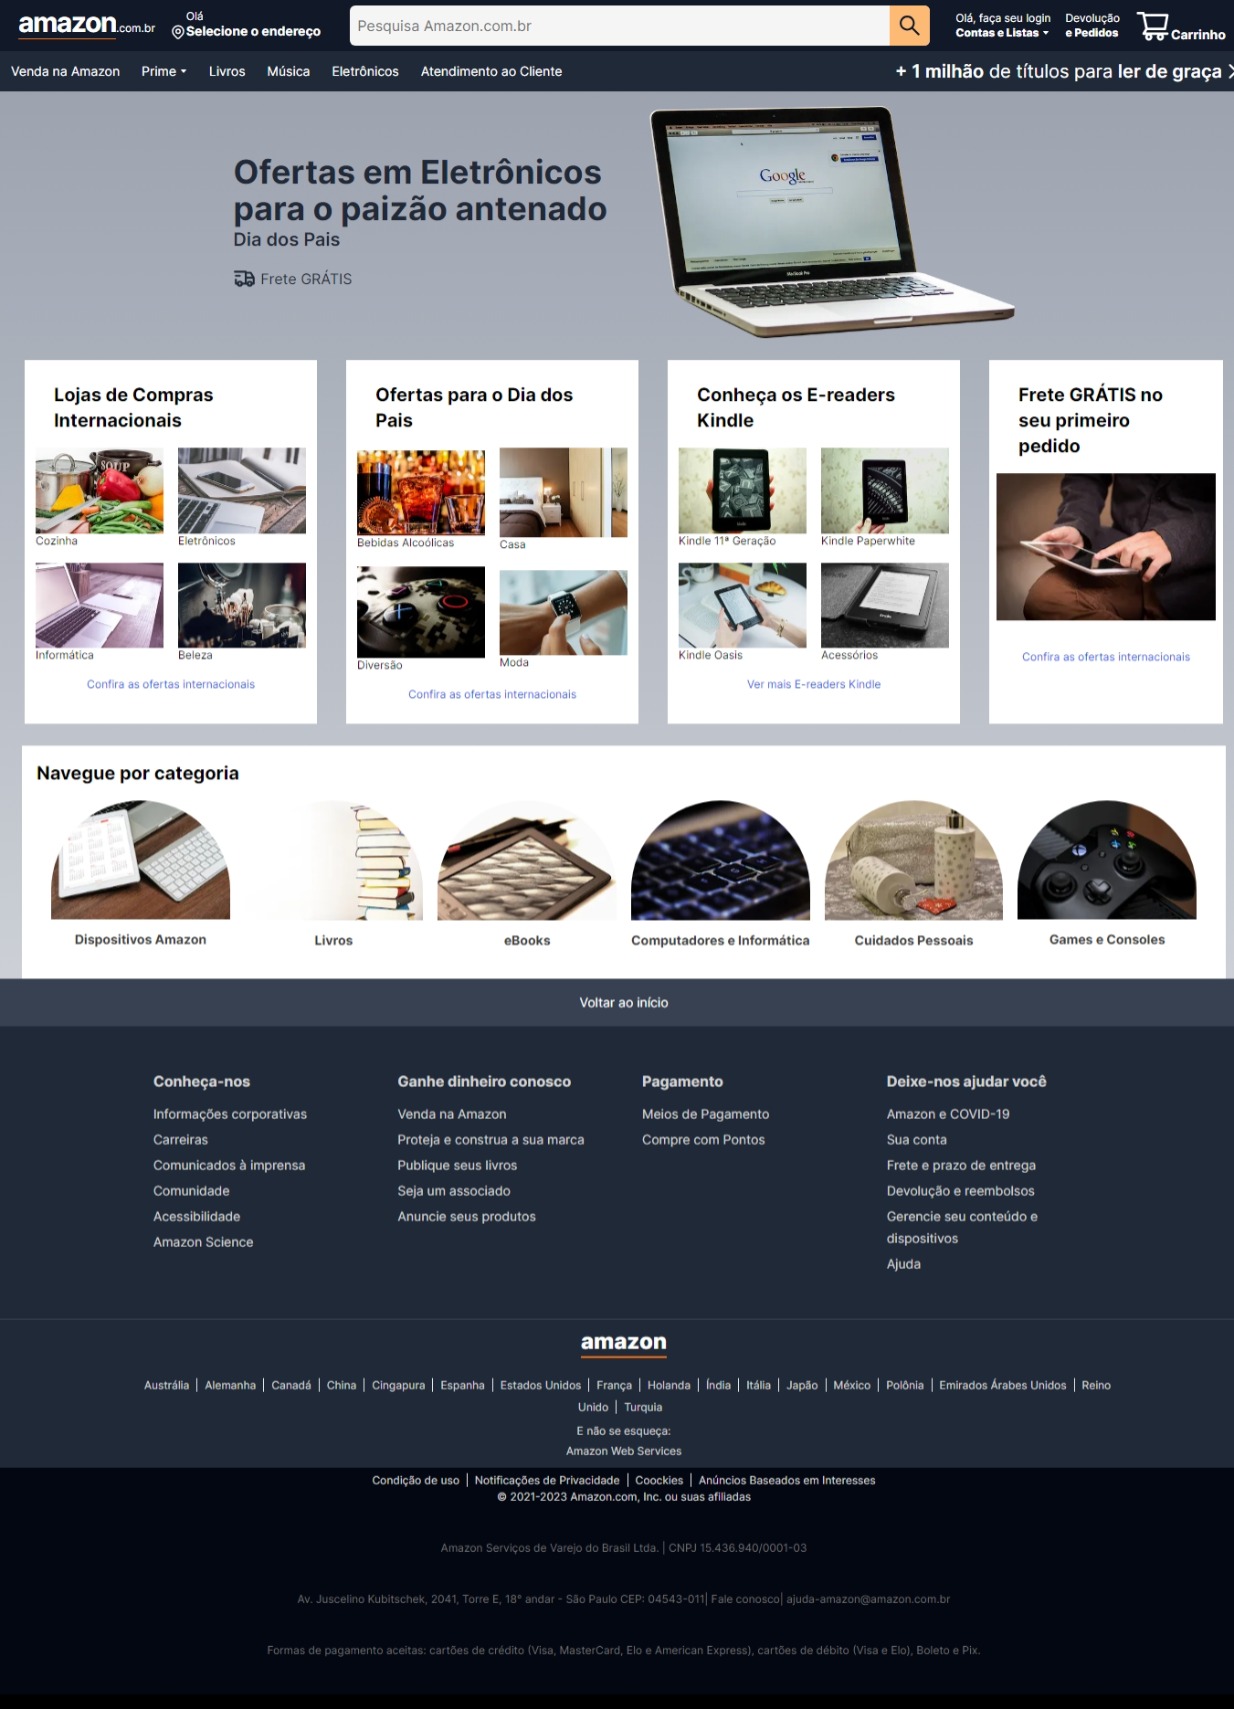 amazon.com.br
Olá
Selecione o endereço
Pesquisa Amazon.com.br
Olá, faça seu login
Contas e Listas
Devolução
e Pedidos
Carrinho
Venda na Amazon Prime Livros Música Eletrônicos Atendimento ao Cliente
+ 1 milhão de títulos para ler de graça
Ofertas em Eletrônicos
para o paizão antenado
Dia dos Pais
Frete GRÁTIS
Google
MacBook Pro
Lojas de Compras
Internacionais
SOUP
Cozinha
Eletrônicos
Informática
Beleza
Confira as ofertas internacionais
Ofertas para o Dia dos
Pais
Bebidas Alcoólicas
Casa
Diversão
Moda
Confira as ofertas internacionais
Conheça os E-readers
Kindle
Kindle 11ª Geração
Kindle Paperwhite
Kindle Oasis
Acessórios
Ver mais E-readers Kindle
Frete GRÁTIS no
seu primeiro
pedido
Confira as ofertas internacionais
Navegue por categoria
Dispositivos Amazon
Livros
eBooks
Computadores e Informática
Cuidados Pessoais
Games e Consoles
Voltar ao início
Conheça-nos
Informações corporativas
Carreiras
Comunicados à imprensa
Comunidade
Acessibilidade
Amazon Science
Ganhe dinheiro conosco
Venda na Amazon
Proteja e construa a sua marca
Publique seus livros
Seja um associado
Anuncie seus produtos
Pagamento
Meios de Pagamento
Compre com Pontos
Deixe-nos ajudar você
Amazon e COVID-19
Sua conta
Frete e prazo de entrega
Devolução e reembolsos
Gerencie seu conteúdo e
dispositivos
Ajuda
amazon
Austrália | Alemanha | Canadá | China | Cingapura | Espanha | Estados Unidos | França | Holanda | Índia | Itália | Japão | México | Polônia | Emirados Árabes Unidos | Reino
Unido | Turquia
E não se esqueça:
Amazon Web Services
Condição de uso | Notificações de Privacidade | Coockies | Anúncios Baseados em Interesses
© 2021-2023 Amazon.com, Inc. ou suas afiliadas
Amazon Serviços de Varejo do Brasil Ltda. | CNPJ 15.436.940/0001-03
Av. Juscelino Kubitschek, 2041, Torre E, 18° andar - São Paulo CEP: 04543-011| Fale conosco| ajuda-amazon@amazon.com.br
Formas de pagamento aceitas: cartões de crédito (Visa, MasterCard, Elo e American Express), cartões de débito (Visa e Elo), Boleto e Pix.